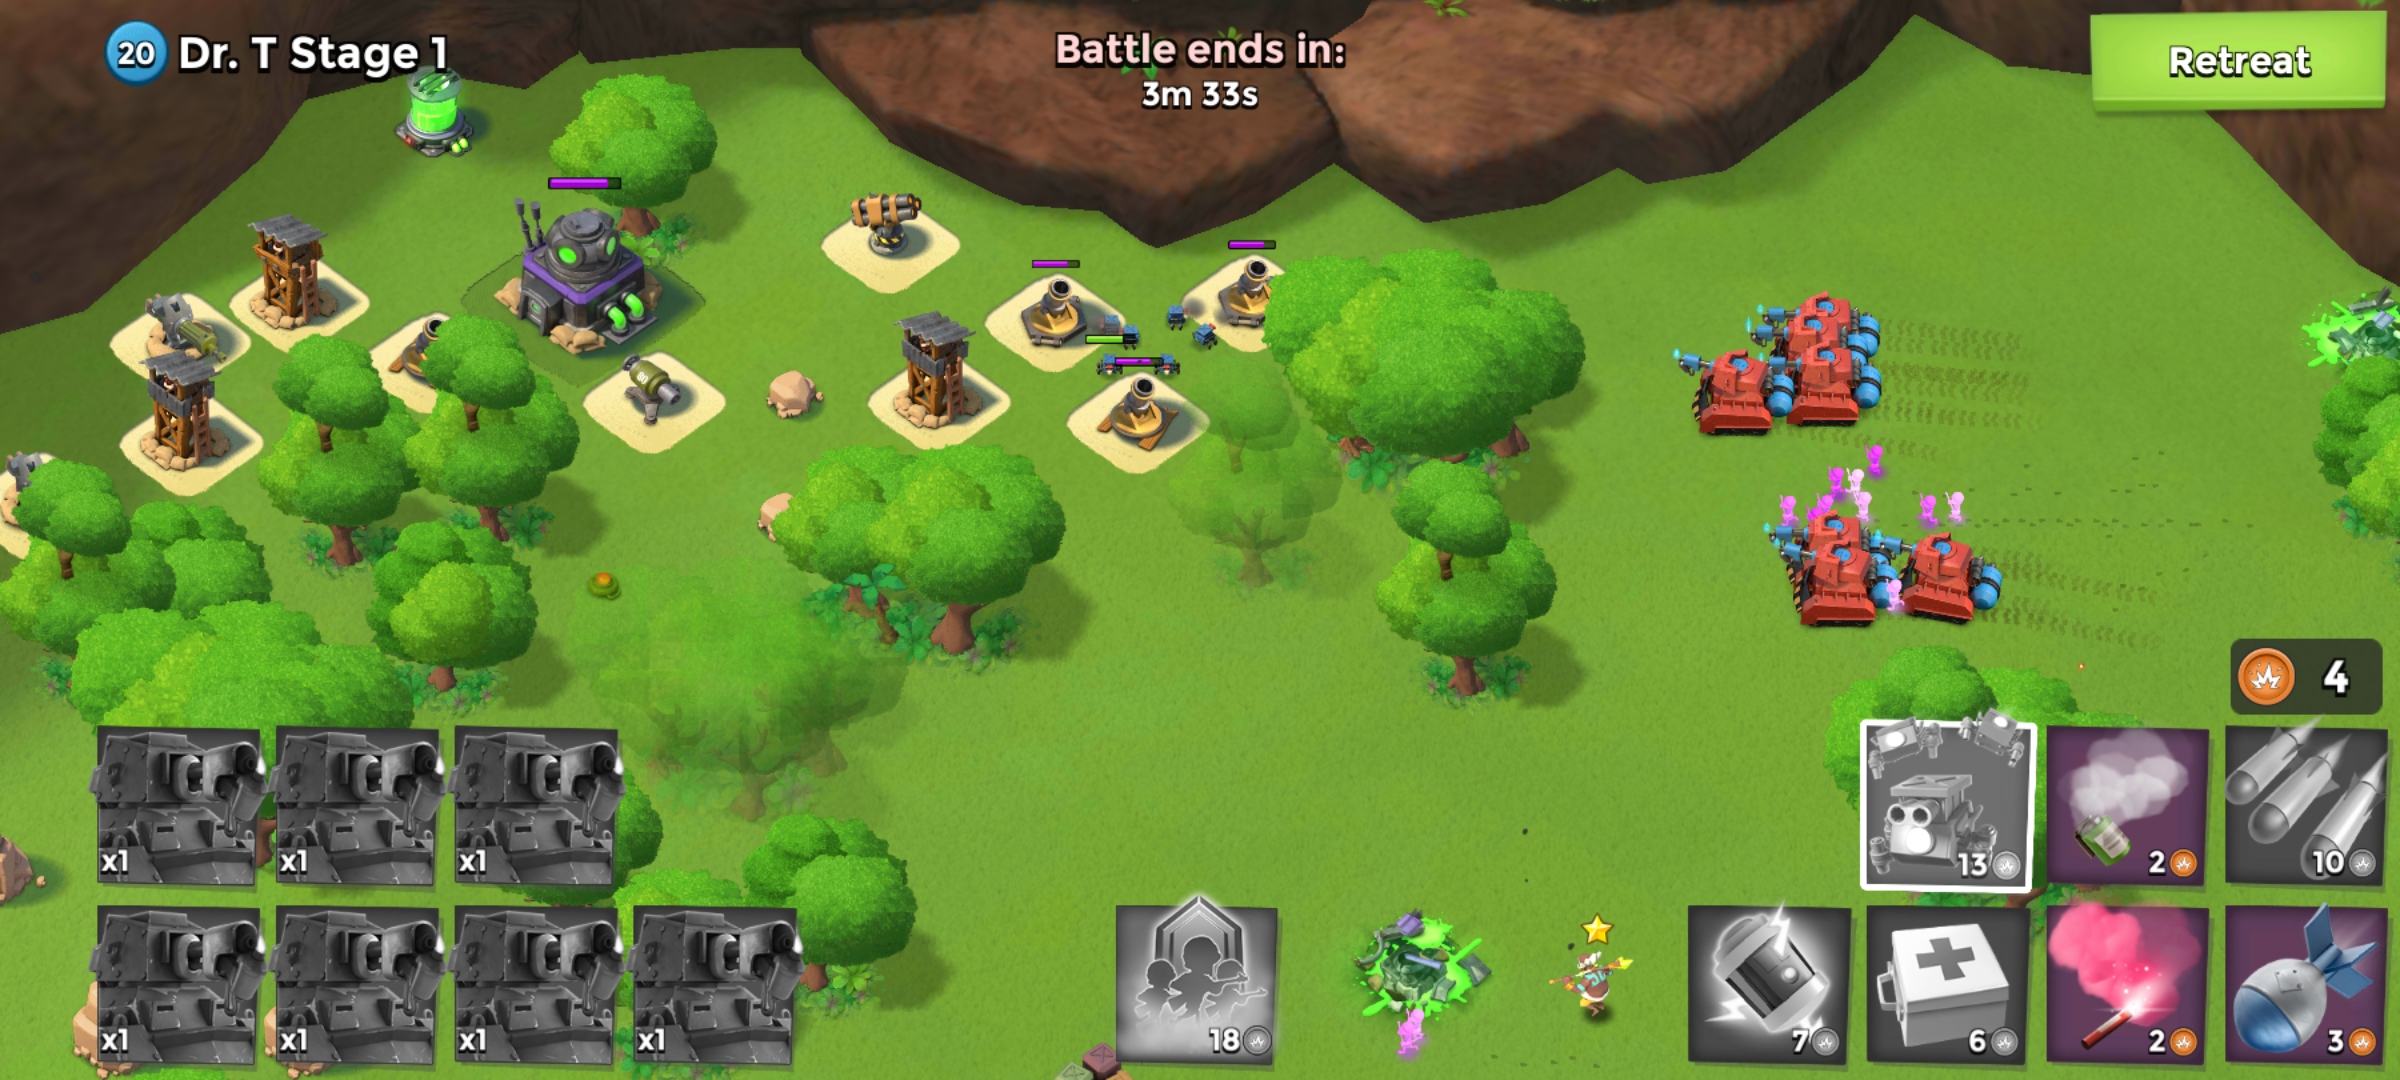 20 Dr. T Stage 1
Battle ends in:
3m 33s
Retreat
4
x1
x1
x1
13
2
10
x1
x1
x1
x1
18
7
6
2
3